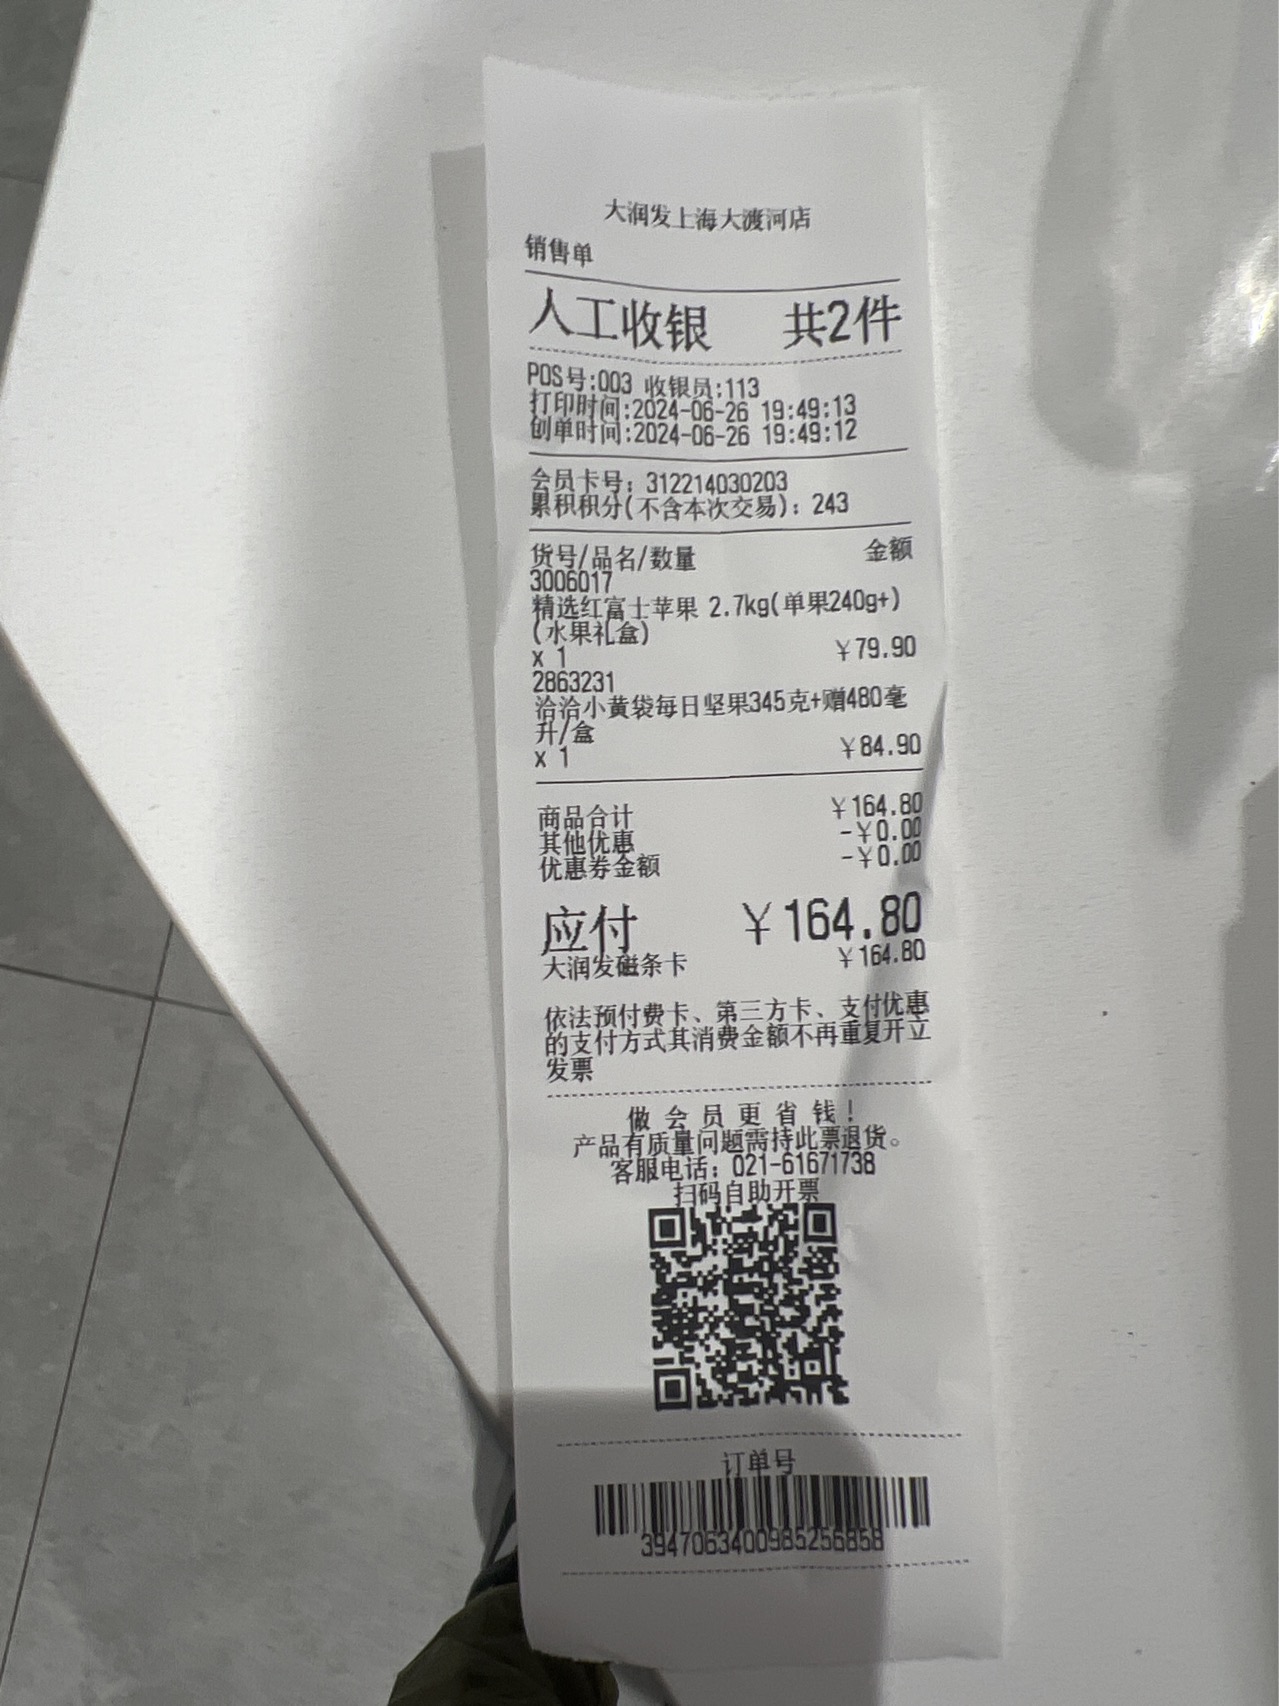 大润发上海大渡河店
销售单
人工收银 共2件
POS号:003 收银员:113
打印时间:2024-06-26 19:49:13
创单时间:2024-06-26 19:49:12
会员卡号：312214030203
累积积分(不含本次交易)：243
货号/品名/数量 金额
3006017
精选红富士苹果 2.7kg(单果240g+)
(水果礼盒)
x 1 ￥79.90
2863231
洽洽小黄袋每日坚果345克+赠480毫
升/盒
x 1 ￥84.90
商品合计 ￥164.80
其他优惠 -￥0.00
优惠券金额 -￥0.00
应付 ￥164.80
大润发磁条卡 ￥164.80
依法预付费卡、第三方卡、支付优惠
的支付方式其消费金额不再重复开立
发票
做会员更省钱！
产品有质量问题需持此票退货。
客服电话：021-61671738
扫码自助开票
订单号
3947063400985256858